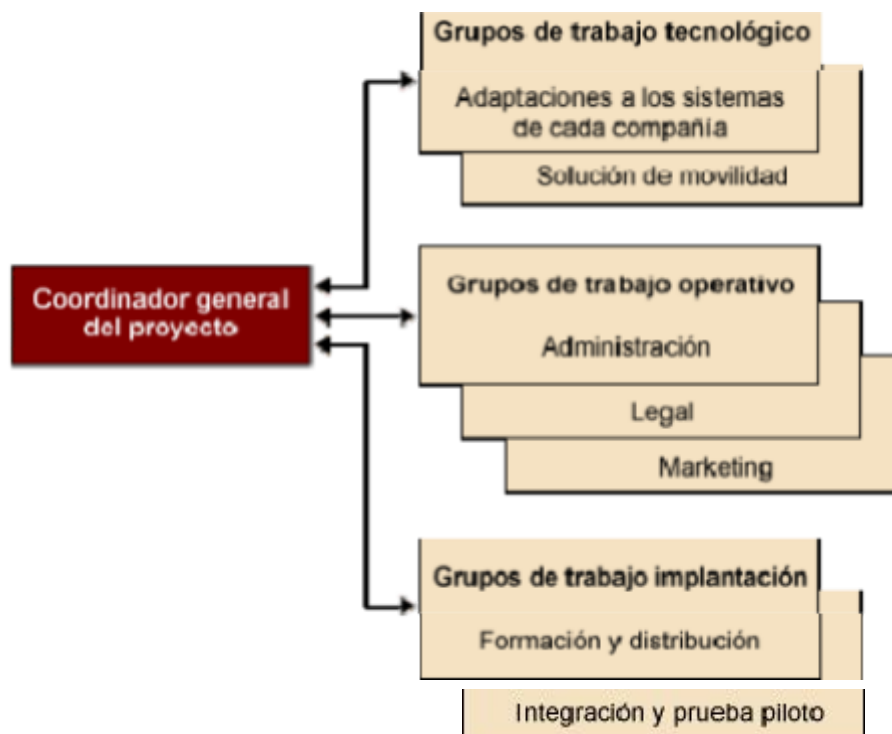 Grupos de trabajo tecnológico
Adaptaciones a los sistemas
de cada compañía
Solución de movilidad
Coordinador general
del proyecto
Grupos de trabajo operativo
Administración
Legal
Marketing
Grupos de trabajo implantación
Formación y distribución
Integración y prueba piloto